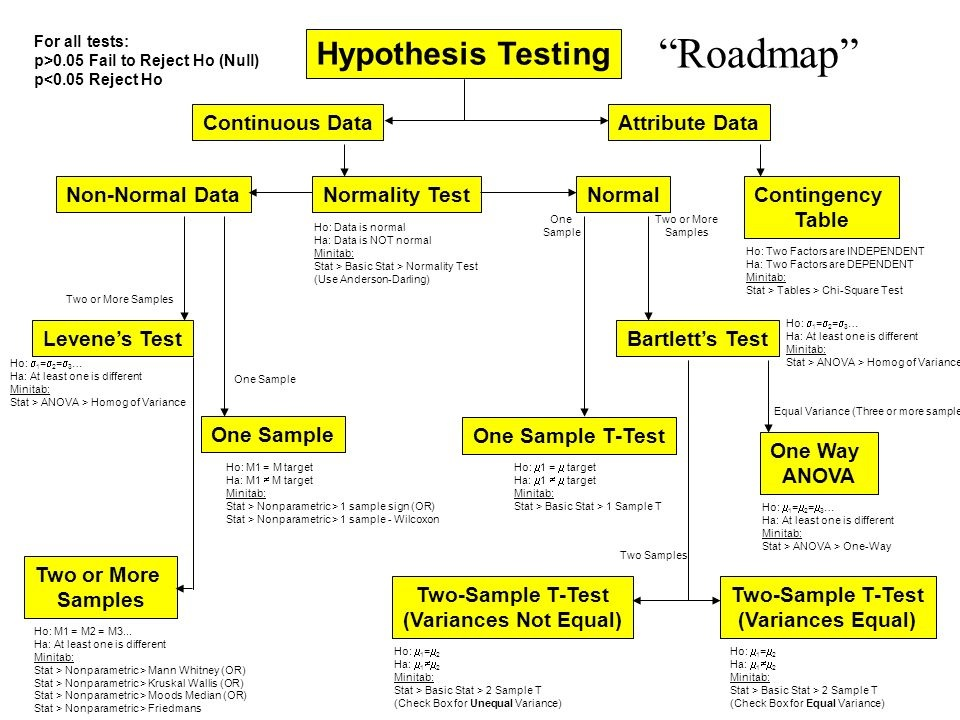 For all tests:
p>0.05 Fail to Reject Ho (Null)
p<0.05 Reject Ho
Hypothesis Testing
“Roadmap”
Continuous Data
Attribute Data
Non-Normal Data
Normality Test
Normal
Contingency
Table
Ho: Data is normal
Ha: Data is NOT normal
Minitab:
Stat > Basic Stat > Normality Test
(Use Anderson-Darling)
One
Sample
Two or More
Samples
Ho: Two Factors are INDEPENDENT
Ha: Two Factors are DEPENDENT
Minitab:
Stat > Tables > Chi-Square Test
Two or More Samples
Levene’s Test
Ho: σ1=σ2=σ3…
Ha: At least one is different
Minitab:
Stat > ANOVA > Homog of Variance
One Sample
Bartlett’s Test
Ho: σ1=σ2=σ3…
Ha: At least one is different
Minitab:
Stat > ANOVA > Homog of Variance
Equal Variance (Three or more sample
One Sample
Ho: M1 = M target
Ha: M1 ≠ M target
Minitab:
Stat > Nonparametric > 1 sample sign (OR)
Stat > Nonparametric > 1 sample - Wilcoxon
One Sample T-Test
Ho: μ1 = μ target
Ha: μ1 ≠ μ target
Minitab:
Stat > Basic Stat > 1 Sample T
One Way
ANOVA
Ho: μ1=μ2=μ3…
Ha: At least one is different
Minitab:
Stat > ANOVA > One-Way
Two Samples
Two or More
Samples
Ho: M1 = M2 = M3...
Ha: At least one is different
Minitab:
Stat > Nonparametric > Mann Whitney (OR)
Stat > Nonparametric > Kruskal Wallis (OR)
Stat > Nonparametric > Moods Median (OR)
Stat > Nonparametric > Friedmans
Two-Sample T-Test
(Variances Not Equal)
Ho: μ1=μ2
Ha: μ1≠μ2
Minitab:
Stat > Basic Stat > 2 Sample T
(Check Box for Unequal Variance)
Two-Sample T-Test
(Variances Equal)
Ho: μ1=μ2
Ha: μ1≠μ2
Minitab:
Stat > Basic Stat > 2 Sample T
(Check Box for Equal Variance)